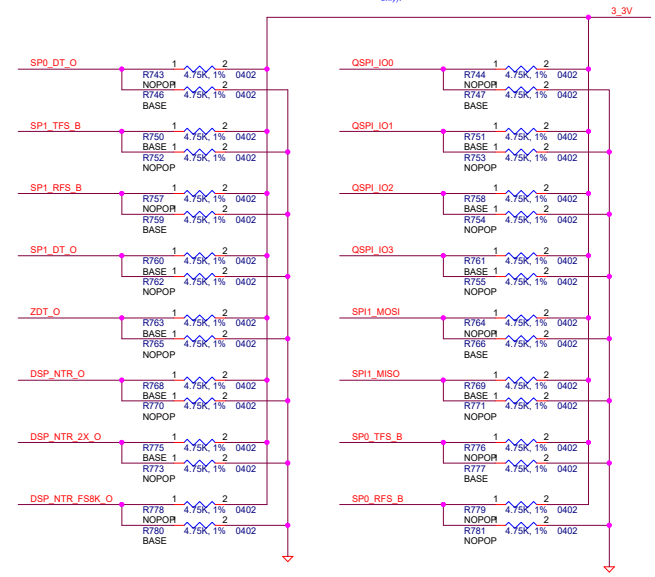 3_3V
SP0_DT_O 1 2
R743 4.75K, 1% 0402
NOPOP 1 2
R746 4.75K, 1% 0402
BASE
SP1_TFS_B 1 2
R750 4.75K, 1% 0402
BASE 1 2
R752 4.75K, 1% 0402
NOPOP
SP1_RFS_B 1 2
R757 4.75K, 1% 0402
NOPOP 1 2
R759 4.75K, 1% 0402
BASE
SP1_DT_O 1 2
R760 4.75K, 1% 0402
BASE 1 2
R762 4.75K, 1% 0402
NOPOP
ZDT_O 1 2
R763 4.75K, 1% 0402
BASE 1 2
R765 4.75K, 1% 0402
NOPOP
DSP_NTR_O 1 2
R768 4.75K, 1% 0402
BASE 1 2
R770 4.75K, 1% 0402
NOPOP
DSP_NTR_2X_O 1 2
R775 4.75K, 1% 0402
BASE 1 2
R773 4.75K, 1% 0402
NOPOP
DSP_NTR_FS8K_O 1 2
R778 4.75K, 1% 0402
NOPOP 1 2
R780 4.75K, 1% 0402
BASE
QSPI_IO0 1 2
R744 4.75K, 1% 0402
NOPOP 1 2
R747 4.75K, 1% 0402
BASE
QSPI_IO1 1 2
R751 4.75K, 1% 0402
BASE 1 2
R753 4.75K, 1% 0402
NOPOP
QSPI_IO2 1 2
R758 4.75K, 1% 0402
BASE 1 2
R754 4.75K, 1% 0402
NOPOP
QSPI_IO3 1 2
R761 4.75K, 1% 0402
BASE 1 2
R755 4.75K, 1% 0402
NOPOP
SPI1_MOSI 1 2
R764 4.75K, 1% 0402
NOPOP 1 2
R766 4.75K, 1% 0402
BASE
SPI1_MISO 1 2
R769 4.75K, 1% 0402
BASE 1 2
R771 4.75K, 1% 0402
NOPOP
SP0_TFS_B 1 2
R776 4.75K, 1% 0402
NOPOP 1 2
R777 4.75K, 1% 0402
BASE
SP0_RFS_B 1 2
R779 4.75K, 1% 0402
NOPOP 1 2
R781 4.75K, 1% 0402
NOPOP